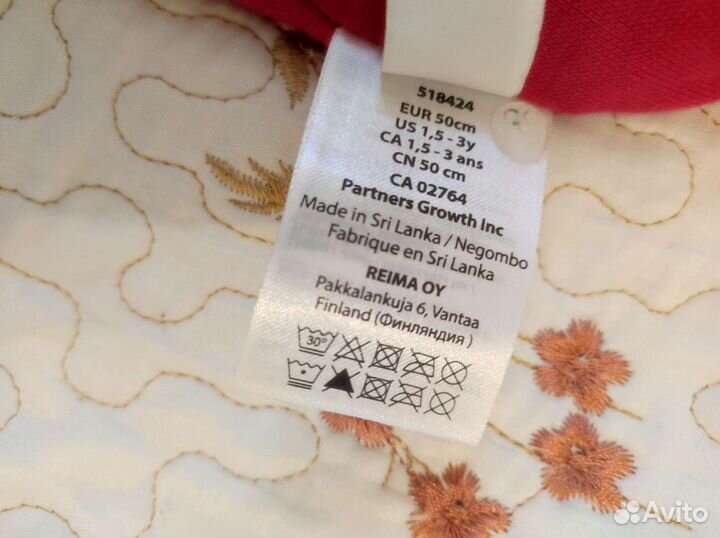 518424
EUR 50cm
US 1,5 - 3y
CA 1,5 - 3 ans
CN 50 cm
CA 02764
Partners Growth Inc
Made in Sri Lanka / Negombo
Fabrique en Sri Lanka
REIMA OY
Pakkalankuja 6, Vantaa
Finland (Финляндия )
30°
Avito